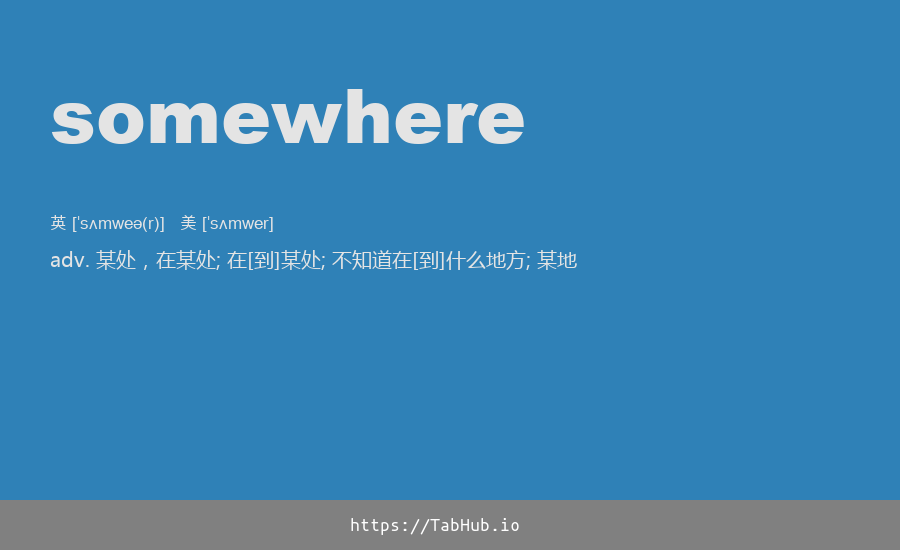 somewhere
英 [ˈsʌmweə(r)] 美 [ˈsʌmwer]
adv. 某处，在某处; 在[到]某处; 不知道在[到]什么地方; 某地
https://TabHub.io